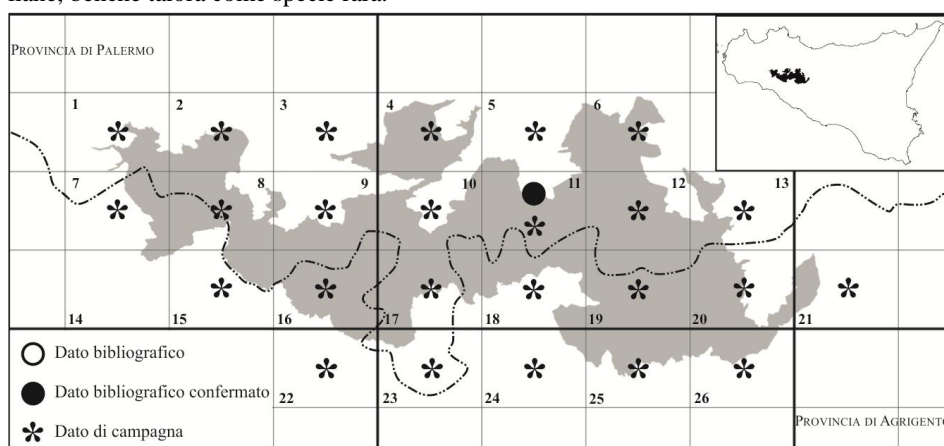 PROVINCIA DI PALERMO
1 2 3 4 5 6
7 8 9 10 11 12 13
14 15 16 17 18 19 20 21
Dato bibliografico
Dato bibliografico confermato
Dato di campagna
22 23 24 25 26
PROVINCIA DI AGRIGENTO